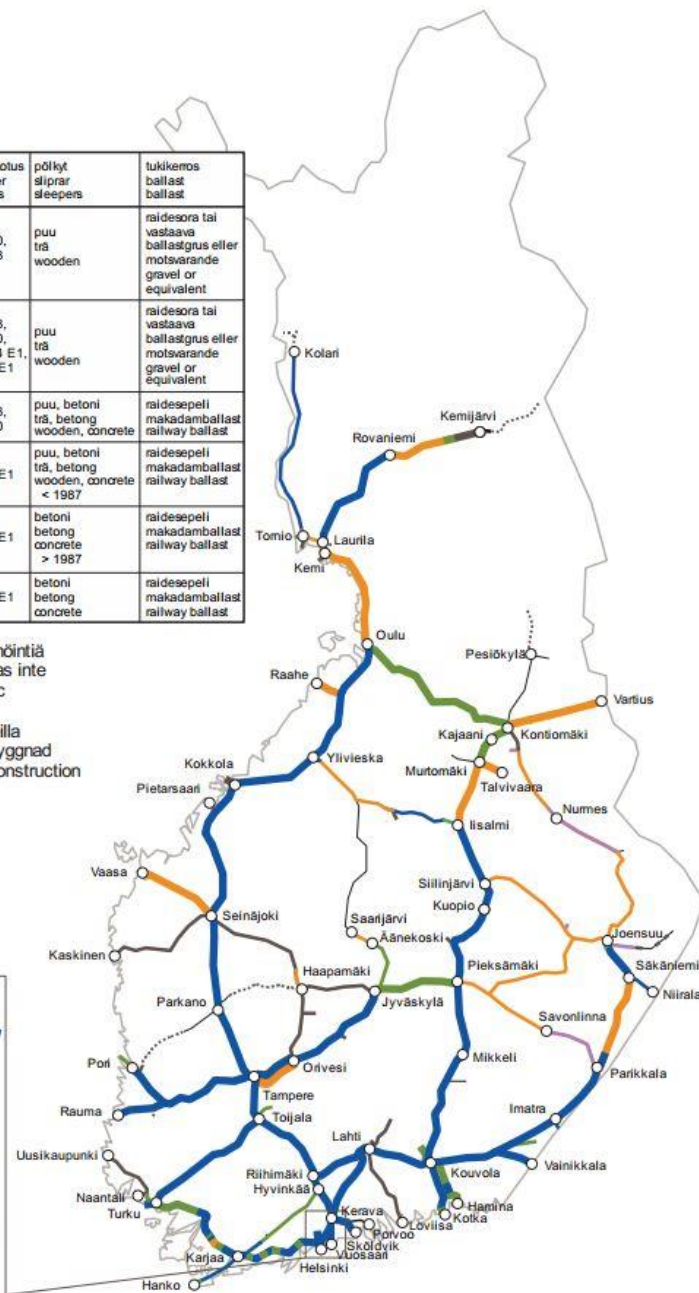 pölkyt
sliprar
sleepers
tukikerros
ballast
ballast
puu
trä
wooden
raidesora tai
vastaava
ballastgrus eller
motsvarande
gravel or
equivalent
puu
trä
wooden
raidesora tai
vastaava
ballastgrus eller
motsvarande
gravel or
equivalent
puu, betoni
trä, betong
wooden, concrete
raidesepeli
makadamballast
railway ballast
E1
puu, betoni
trä, betong
wooden, concrete
< 1987
raidesepeli
makadamballast
railway ballast
E1
betoni
betong
concrete
> 1987
raidesepeli
makadamballast
railway ballast
E1
betoni
betong
concrete
raidesepeli
makadamballast
railway ballast
Kolari
Kemijärvi
Rovaniemi
Tornio
Laurila
Kemi
Oulu
Pesiökylä
Raahe
Vartius
Kajaani
Kontiomäki
Kokkola
Ylivieska
Murtomäki
Talvivaara
Pietarsaari
Nurmes
Iisalmi
Vaasa
Siilinjärvi
Seinäjoki
Kuopio
Saarijärvi
Joensuu
Äänekoski
Kaskinen
Säkäniemi
Haapamäki
Pieksämäki
Niirala
Parkano
Jyväskylä
Savonlinna
Pori
Orivesi
Mikkeli
Parikkala
Tampere
Rauma
Imatra
Toijala
Lahti
Uusikaupunki
Riihimäki
Kouvola
Vainikkala
Hyvinkää
Naantali
Hamina
Turku
Kerava
Loviisa
Kotka
Porvoo
Sköldvik
Karjaa
Vuosaari
Helsinki
Hanko